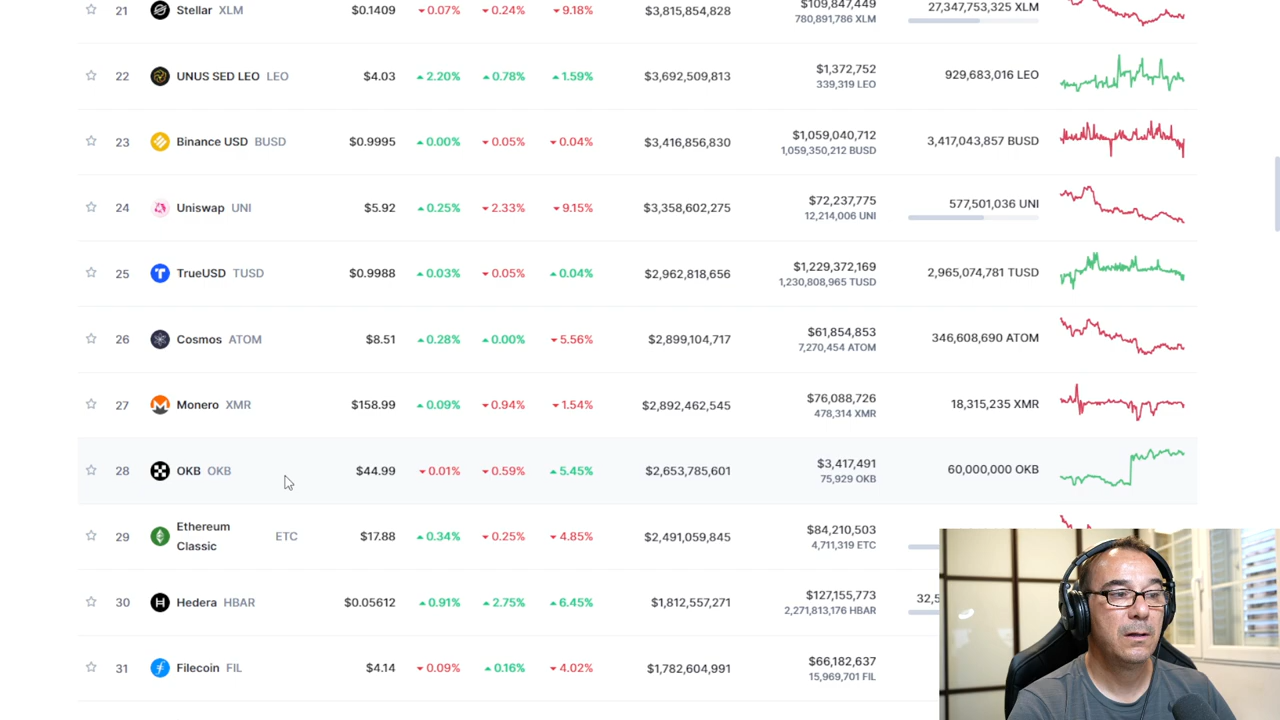 21 Stellar XLM $0.1409 0.07% 0.24% 9.18% $3,815,854,828 $109,847,449 27,347,753,325 XLM
780,891,786 XLM
22 UNUS SED LEO LEO $4.03 2.20% 0.78% 1.59% $3,692,509,813 $1,372,752 929,683,016 LEO
339,319 LEO
23 Binance USD BUSD $0.9995 0.00% 0.05% 0.04% $3,416,856,830 $1,059,040,712 3,417,043,857 BUSD
1,059,350,212 BUSD
24 Uniswap UNI $5.92 0.25% 2.33% 9.15% $3,358,602,275 $72,237,775 577,501,036 UNI
12,214,006 UNI
25 TrueUSD TUSD $0.9988 0.03% 0.05% 0.04% $2,962,818,656 $1,229,372,169 2,965,074,781 TUSD
1,230,808,965 TUSD
26 Cosmos ATOM $8.51 0.28% 0.00% 5.56% $2,899,104,717 $61,854,853 346,608,690 ATOM
7,270,454 ATOM
27 Monero XMR $158.99 0.09% 0.94% 1.54% $2,892,462,545 $76,088,726 18,315,235 XMR
478,314 XMR
28 OKB OKB $44.99 0.01% 0.59% 5.45% $2,653,785,601 $3,417,491 60,000,000 OKB
75,929 OKB
29 Ethereum Classic ETC $17.88 0.34% 0.25% 4.85% $2,491,059,845 $84,210,503
4,711,319 ETC
30 Hedera HBAR $0.05612 0.91% 2.75% 6.45% $1,812,557,271 $127,155,773 32,5
2,271,813,176 HBAR
31 Filecoin FIL $4.14 0.09% 0.16% 4.02% $1,782,604,991 $66,182,637
15,969,701 FIL